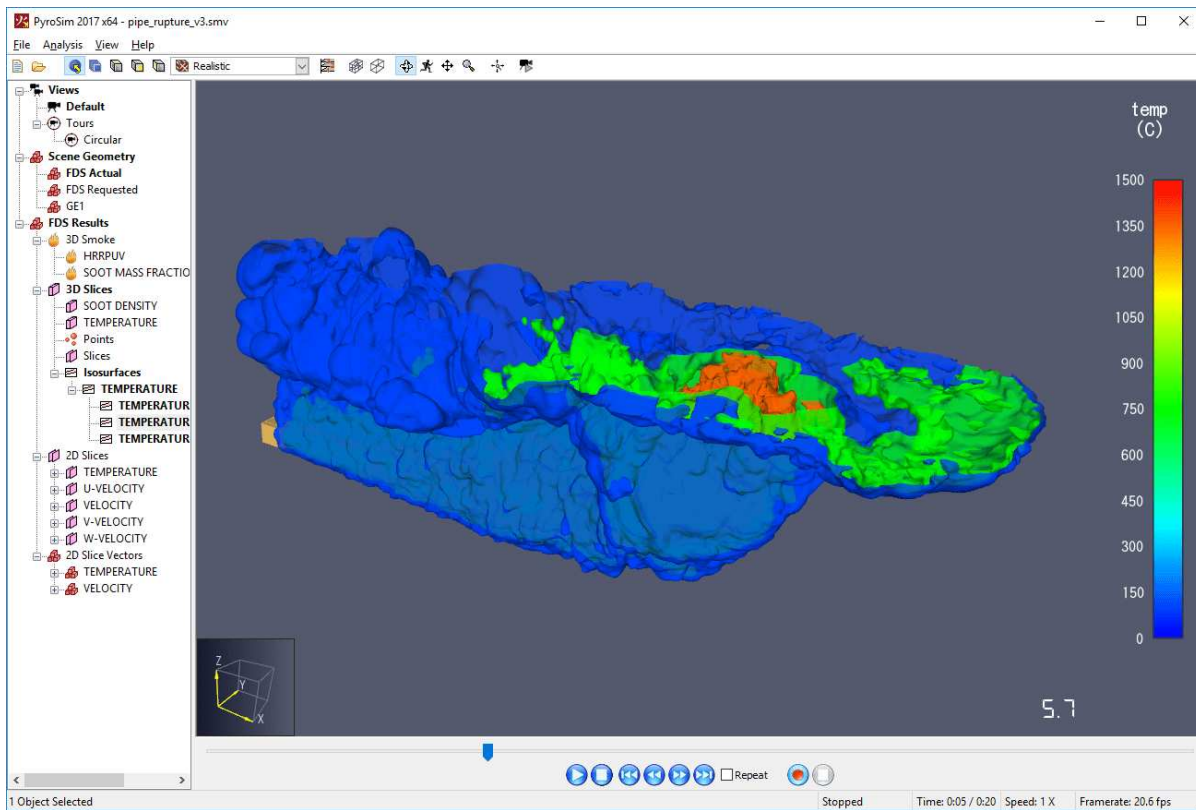 PyroSim 2017 x64 - pipe_rupture_v3.smv
File Analysis View Help
Realistic
Views
Default
Tours
Circular
Scene Geometry
FDS Actual
FDS Requested
GE1
FDS Results
3D Smoke
HRRPUV
SOOT MASS FRACTIO
3D Slices
SOOT DENSITY
TEMPERATURE
Points
Slices
Isosurfaces
TEMPERATURE
TEMPERATUR
TEMPERATUR
TEMPERATUR
2D Slices
TEMPERATURE
U-VELOCITY
VELOCITY
V-VELOCITY
W-VELOCITY
2D Slice Vectors
TEMPERATURE
VELOCITY
temp
(C)
1500
1350
1200
1050
900
750
600
450
300
150
0
Z
Y
X
5.7
Repeat
1 Object Selected
Stopped
Time: 0:05 / 0:20
Speed: 1 X
Framerate: 20.6 fps